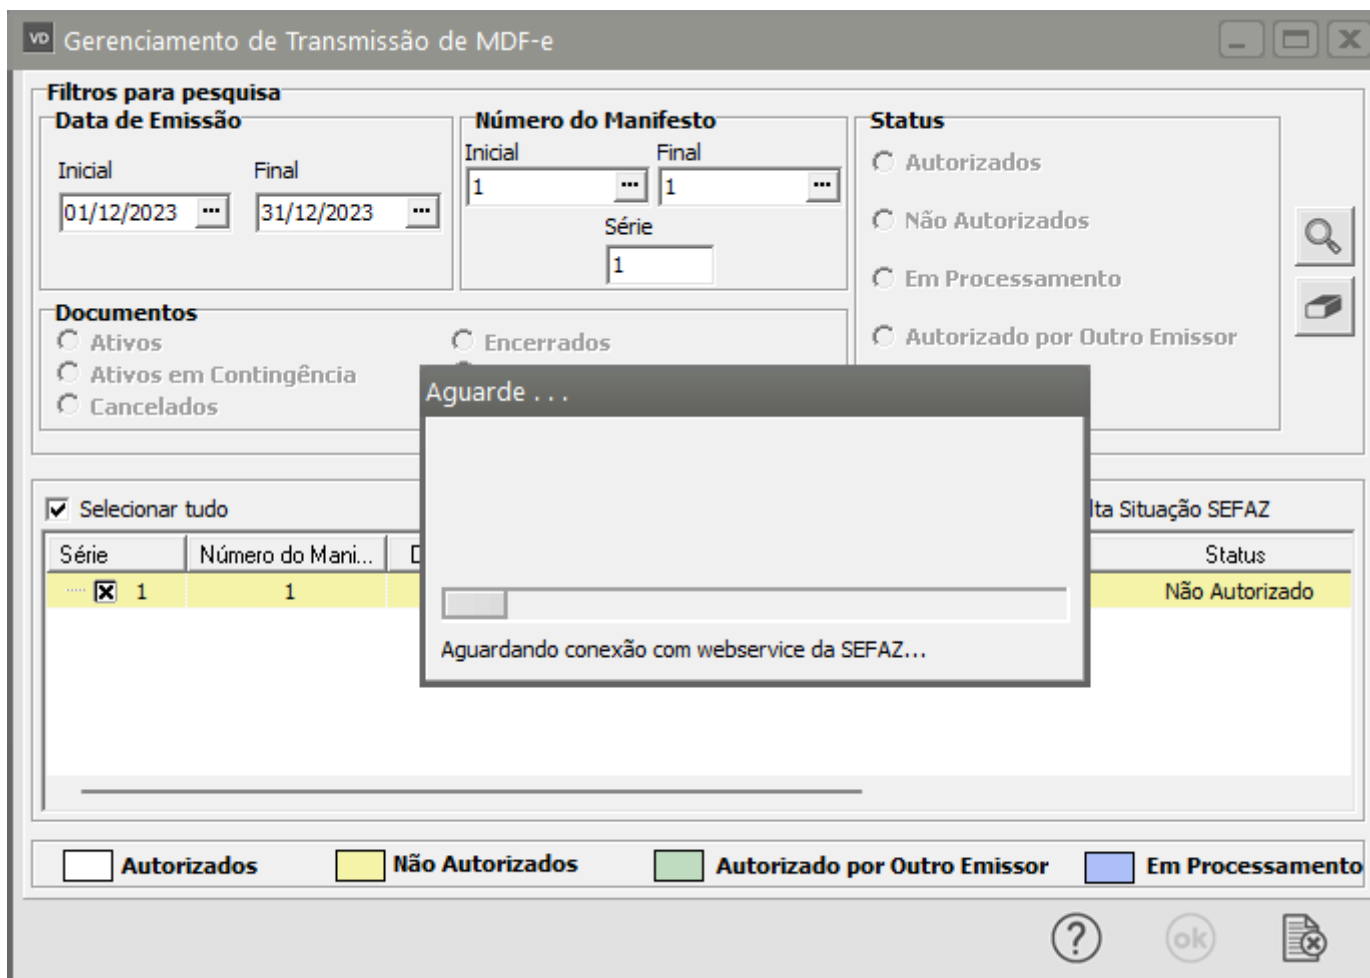 VD Gerenciamento de Transmissão de MDF-e
Filtros para pesquisa
Data de Emissão
Inicial Final
01/12/2023 ... 31/12/2023 ...
Número do Manifesto
Inicial Final
1 ... 1 ...
Série
1
Status
Autorizados
Não Autorizados
Em Processamento
Autorizado por Outro Emissor
Documentos
Ativos Encerrados
Ativos em Contingência
Cancelados
Aguarde . . .
Aguardando conexão com webservice da SEFAZ...
Selecionar tudo lta Situação SEFAZ
Série Número do Mani... Status
1 1 Não Autorizado
Autorizados Não Autorizados Autorizado por Outro Emissor Em Processamento
? ok